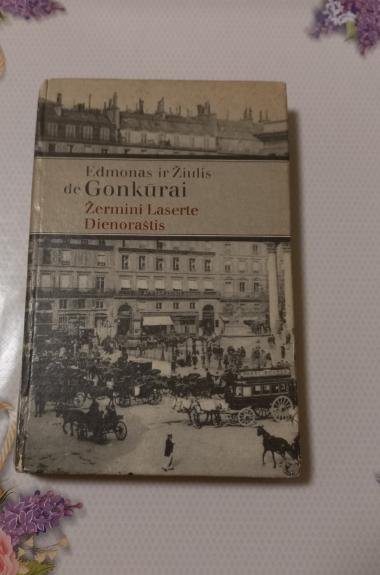 Edmonas ir Žiulis
de Gonkūrai
Žermini Laserte
Dienoraštis